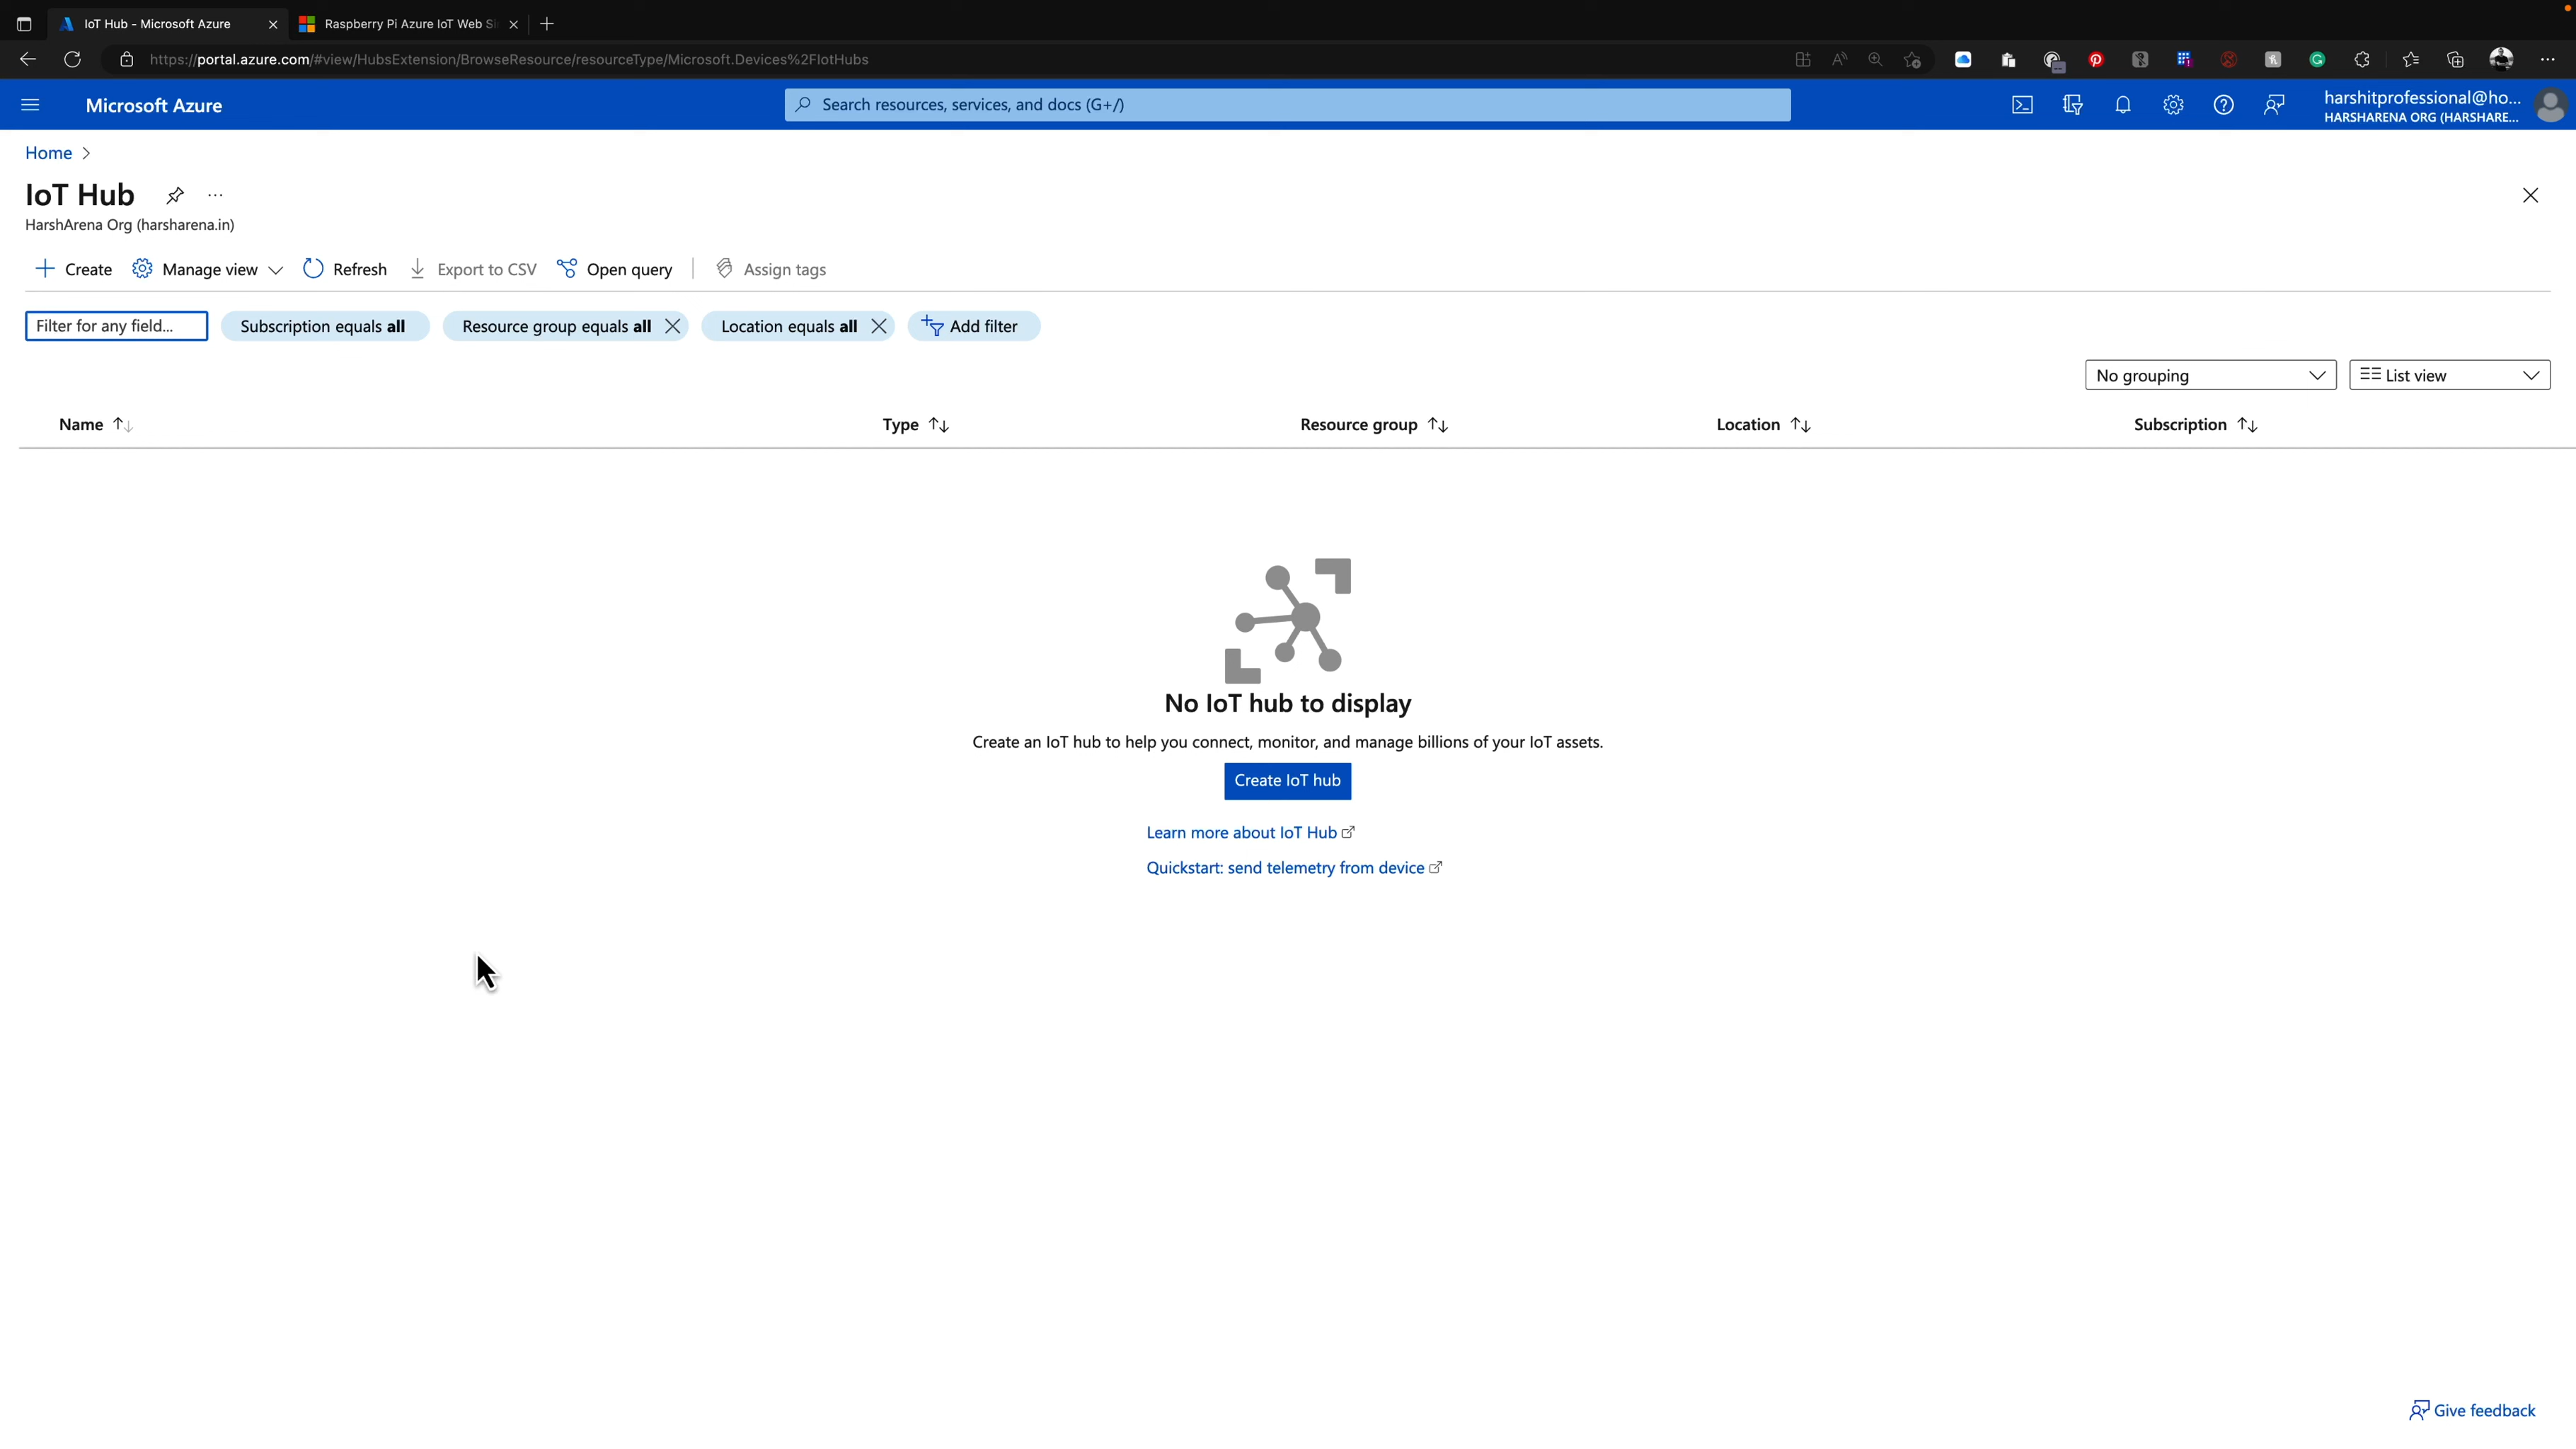 IoT Hub - Microsoft Azure
Raspberry Pi Azure IoT Web Si
https://portal.azure.com/#view/HubsExtension/BrowseResource/resourceType/Microsoft.Devices%2FIotHubs
Microsoft Azure
Search resources, services, and docs (G+/)
harshitprofessional@ho...
HARSHARENA ORG (HARSHARE...
Home
IoT Hub
HarshArena Org (harsharena.in)
Create Manage view Refresh Export to CSV Open query Assign tags
Filter for any field... Subscription equals all Resource group equals all Location equals all Add filter
No grouping List view
Name Type Resource group Location Subscription
No IoT hub to display
Create an IoT hub to help you connect, monitor, and manage billions of your IoT assets.
Create IoT hub
Learn more about IoT Hub
Quickstart: send telemetry from device
Give feedback